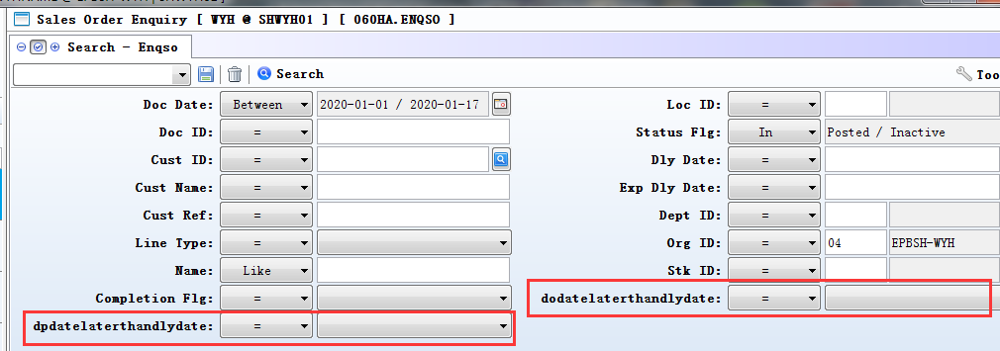 Sales Order Enquiry [ WYH @ SHWYH01 ] [ 060HA.ENQSO ]
Search - Enqso
Search
Too
Doc Date: Between 2020-01-01 / 2020-01-17 Loc ID: =
Doc ID: = Status Flg: In Posted / Inactive
Cust ID: = Dly Date: =
Cust Name: = Exp Dly Date: =
Cust Ref: = Dept ID: =
Line Type: = Org ID: = 04 EPBSH-WYH
Name: Like Stk ID: =
Completion Flg: = dodatelaterthandlydate: =
dpdatelaterthandlydate: =